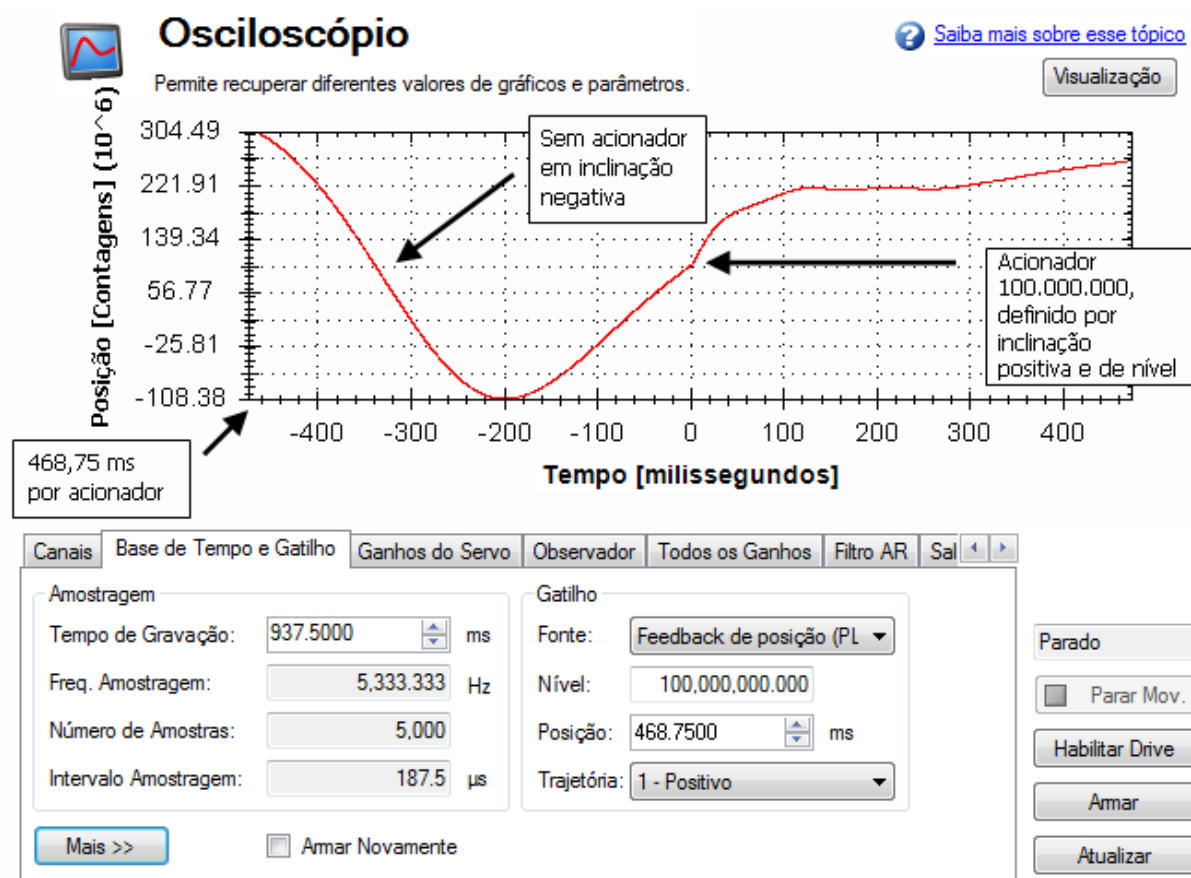 Osciloscópio
Saiba mais sobre esse tópico
Permite recuperar diferentes valores de gráficos e parâmetros.
Visualização
Posição [Contagens] (10^6)
304.49
221.91
139.34
56.77
-25.81
-108.38
Sem acionador
em inclinação
negativa
Acionador
100.000.000,
definido por
inclinação
positiva e de nível
-400
-300
-200
-100
0
100
200
300
400
Tempo [milissegundos]
468,75 ms
por acionador
Canais
Base de Tempo e Gatilho
Ganhos do Servo
Observador
Todos os Ganhos
Filtro AR
Sal
Amostragem
Tempo de Gravação: 937.5000 ms
Freq. Amostragem: 5,333.333 Hz
Número de Amostras: 5,000
Intervalo Amostragem: 187.5 µs
Gatilho
Fonte: Feedback de posição (PL
Nível: 100,000,000.000
Posição: 468.7500 ms
Trajetória: 1 - Positivo
Mais >>
Armar Novamente
Parado
Parar Mov.
Habilitar Drive
Armar
Atualizar